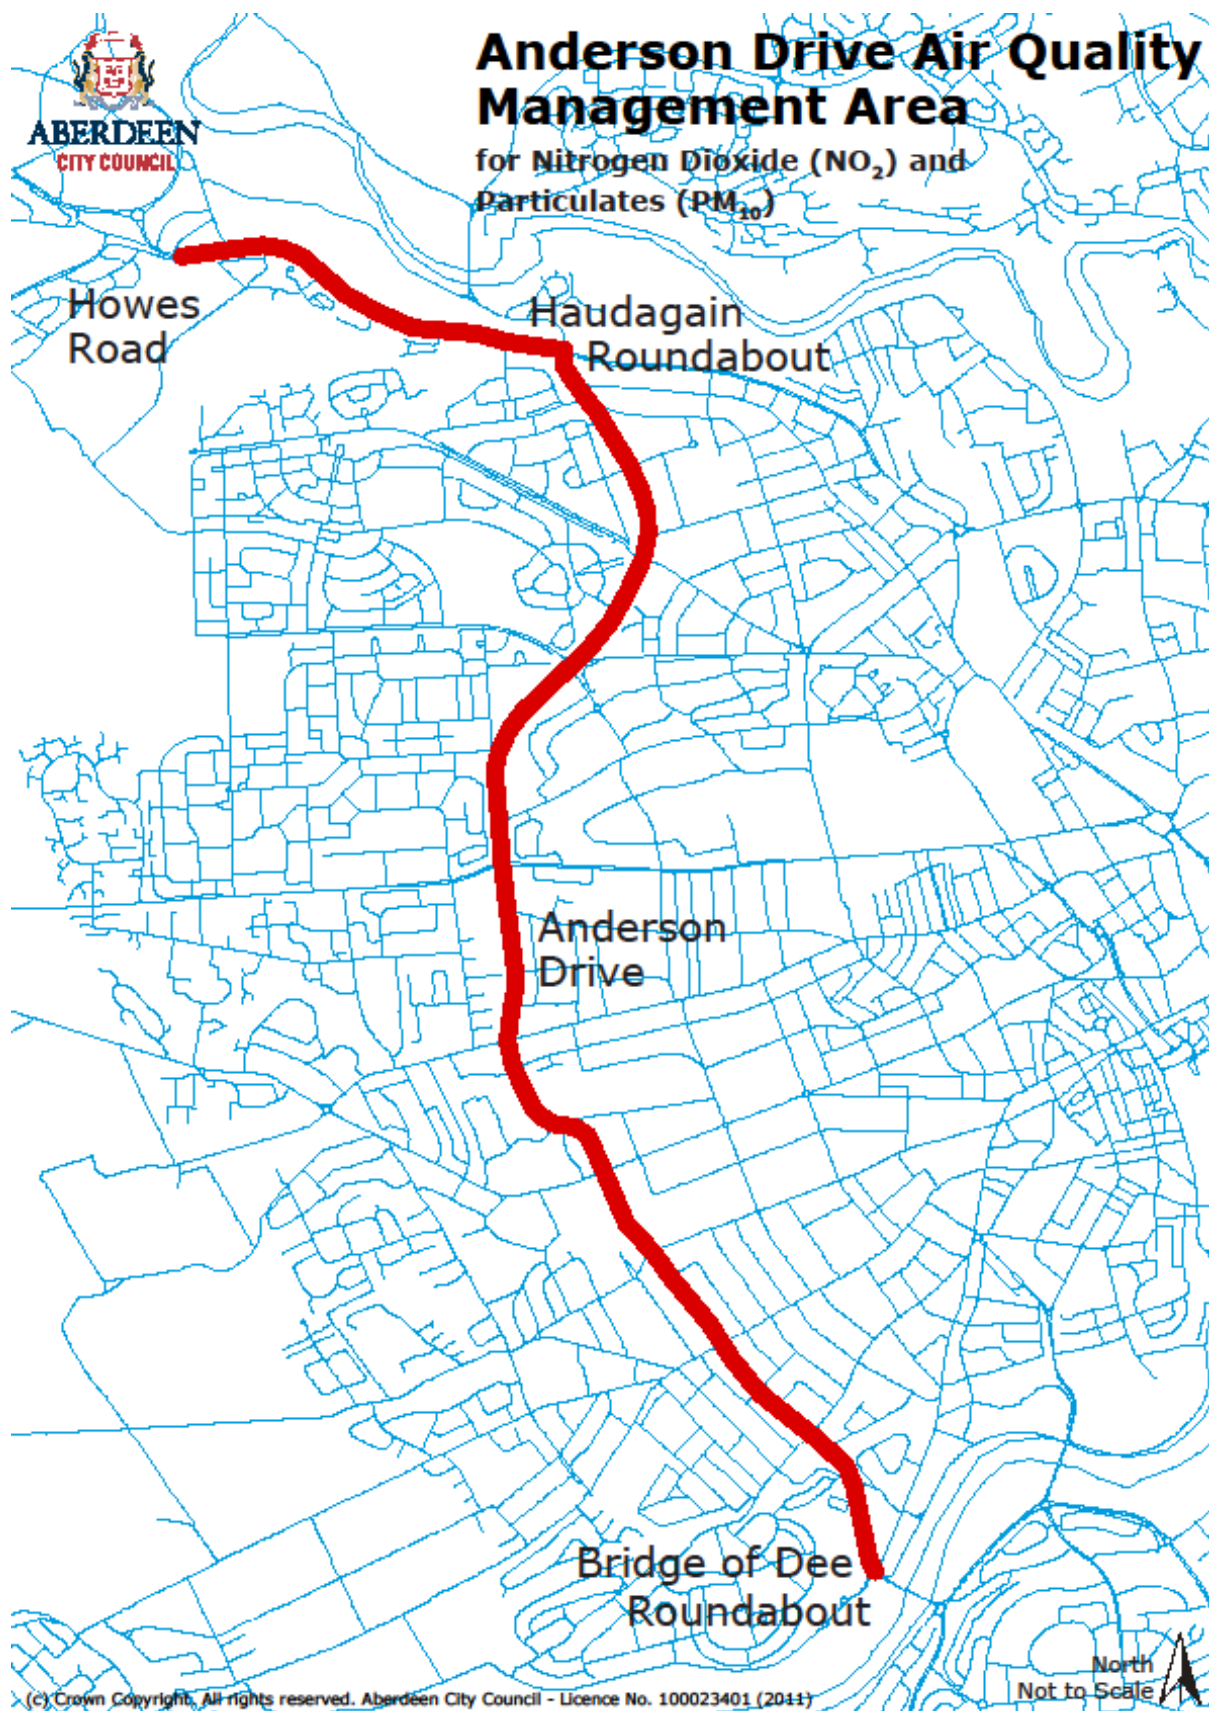 Anderson Drive Air Quality
Management Area
for Nitrogen Dioxide (NO₂) and
Particulates (PM₁₀)
ABERDEEN
CITY COUNCIL
Howes
Road
Haudagain
Roundabout
Anderson
Drive
Bridge of Dee
Roundabout
North
Not to Scale
(c) Crown Copyright. All rights reserved. Aberdeen City Council - Licence No. 100023401 (2011)